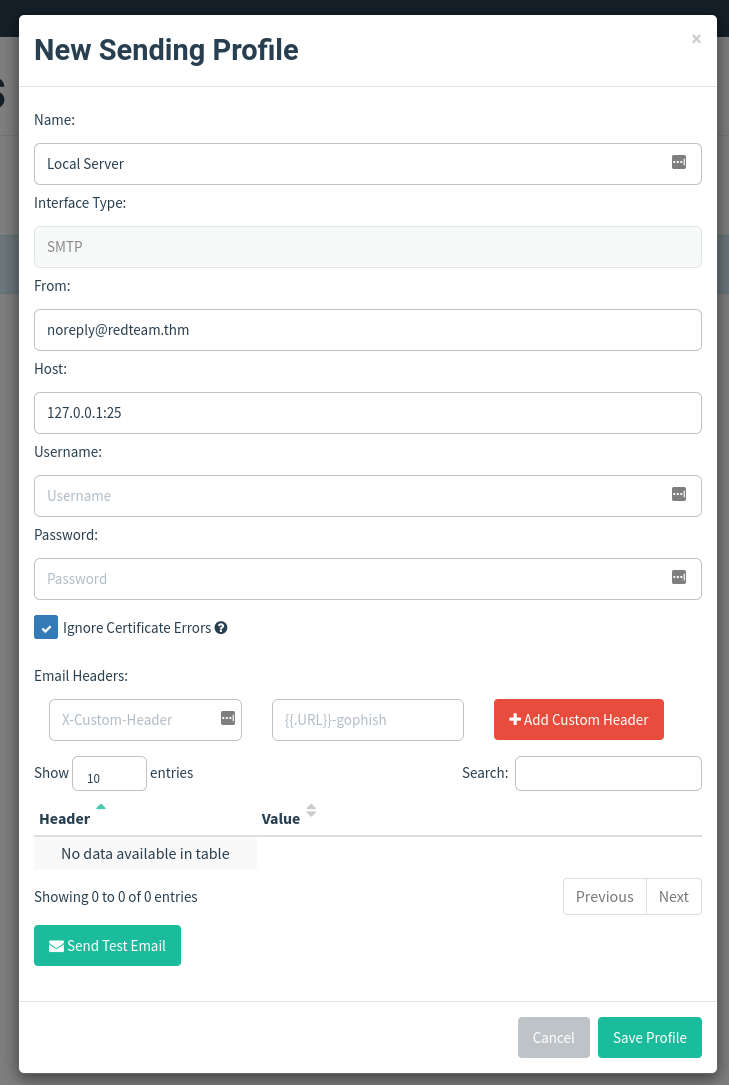 New Sending Profile
×
Name:
Local Server
Interface Type:
SMTP
From:
noreply@redteam.thm
Host:
127.0.0.1:25
Username:
Username
Password:
Password
Ignore Certificate Errors
Email Headers:
X-Custom-Header {{.URL}}-gophish Add Custom Header
Show 10 entries Search:
Header Value
No data available in table
Showing 0 to 0 of 0 entries Previous Next
Send Test Email
Cancel Save Profile